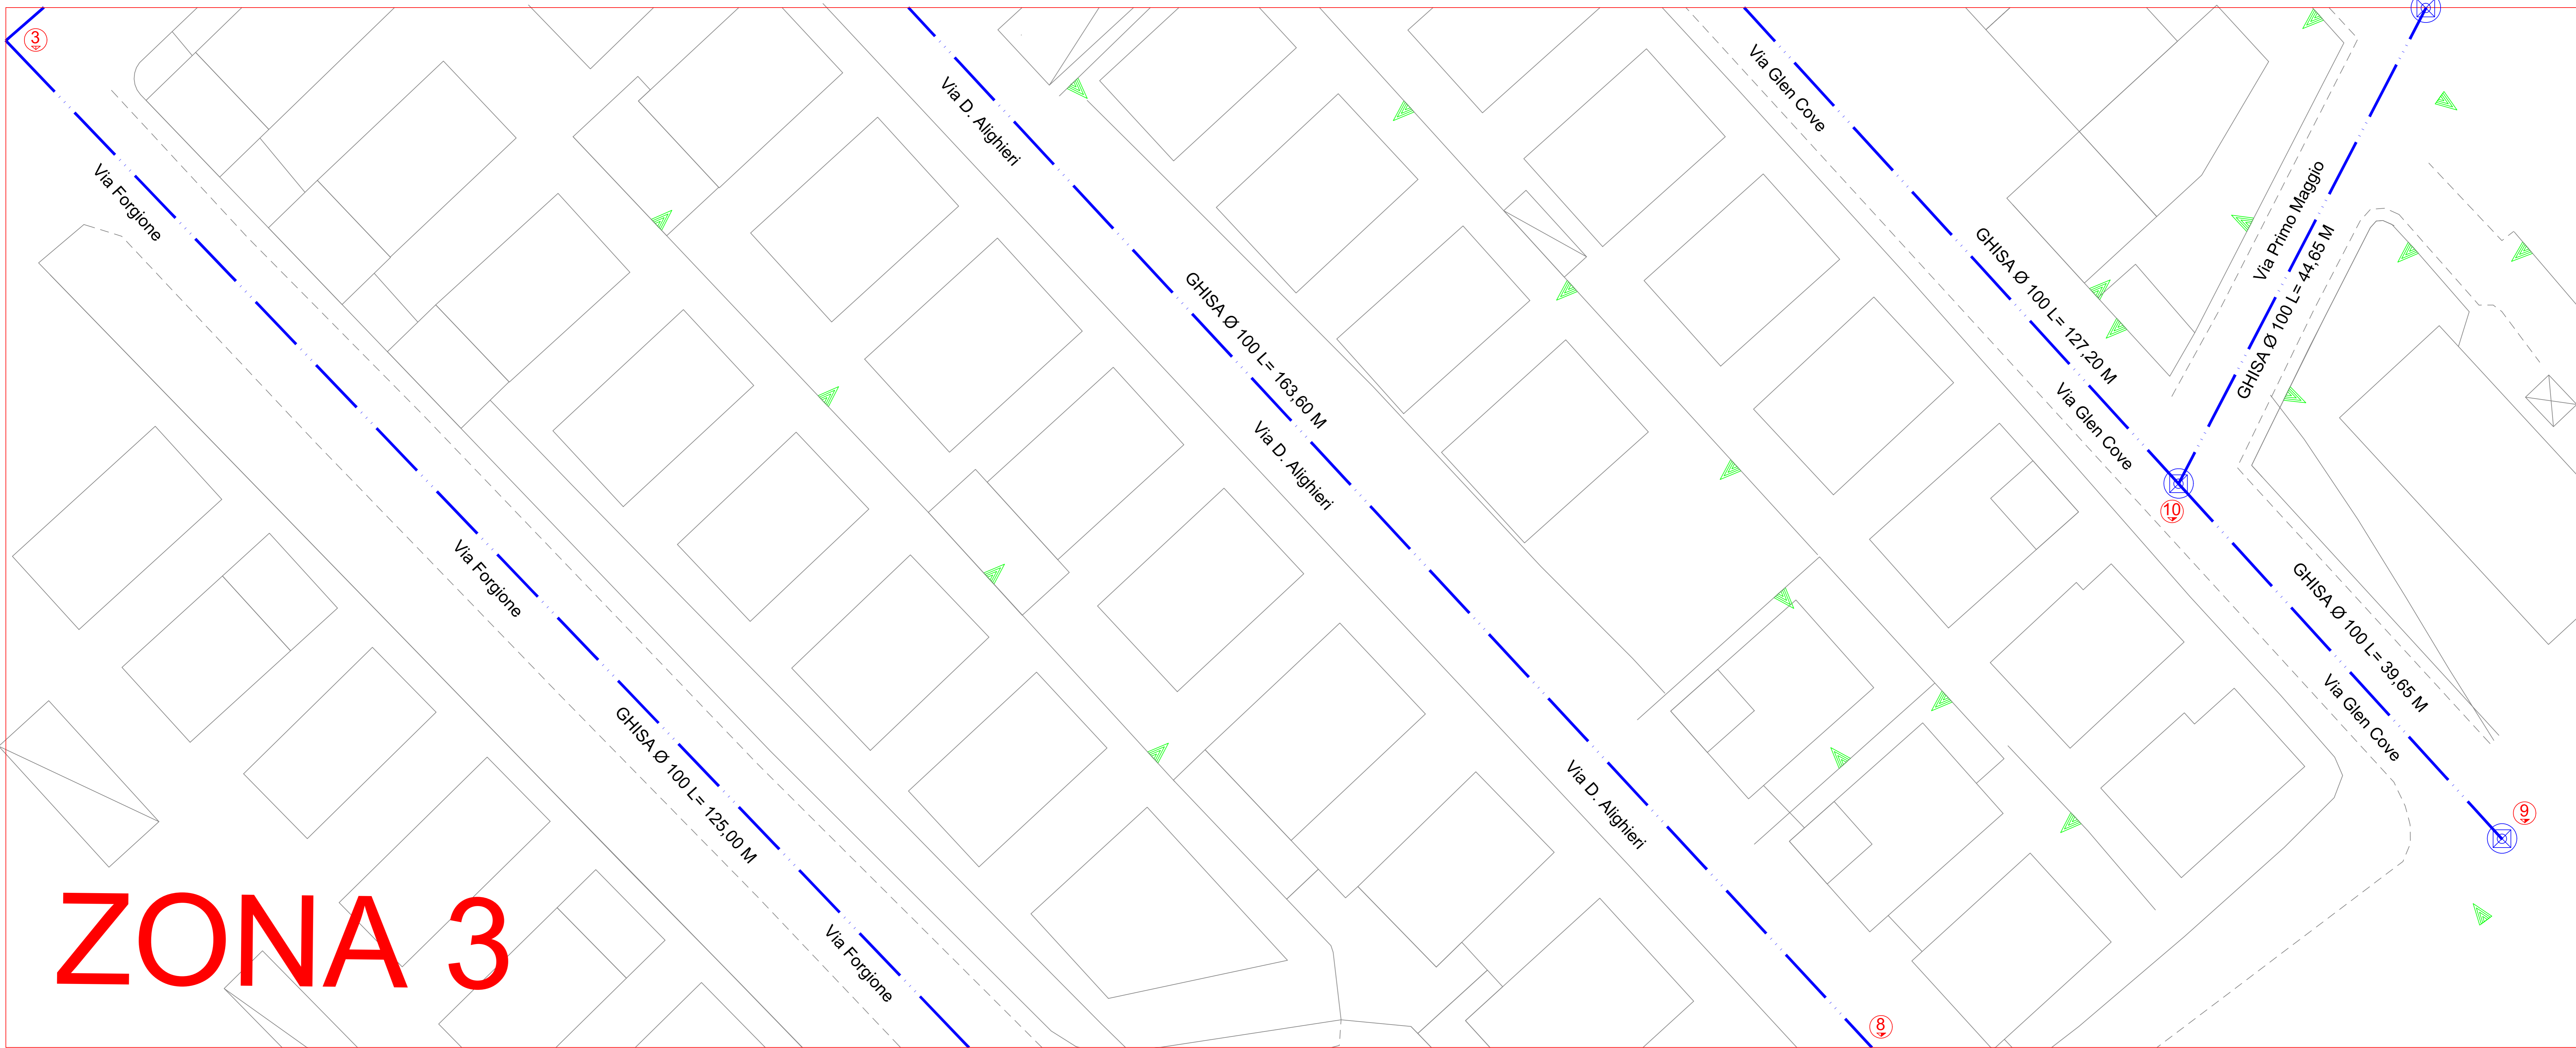 3
Via Forgione
Via D. Alighieri
Via Glen Cove
Via Primo Maggio
GHISA Ø 100 L= 44,65 M
GHISA Ø 100 L= 127,20 M
GHISA Ø 100 L= 163,60 M
Via Glen Cove
Via D. Alighieri
10
Via Forgione
GHISA Ø 100 L= 39,65 M
Via Glen Cove
GHISA Ø 100 L= 125,00 M
Via D. Alighieri
9
ZONA 3
Via Forgione
8